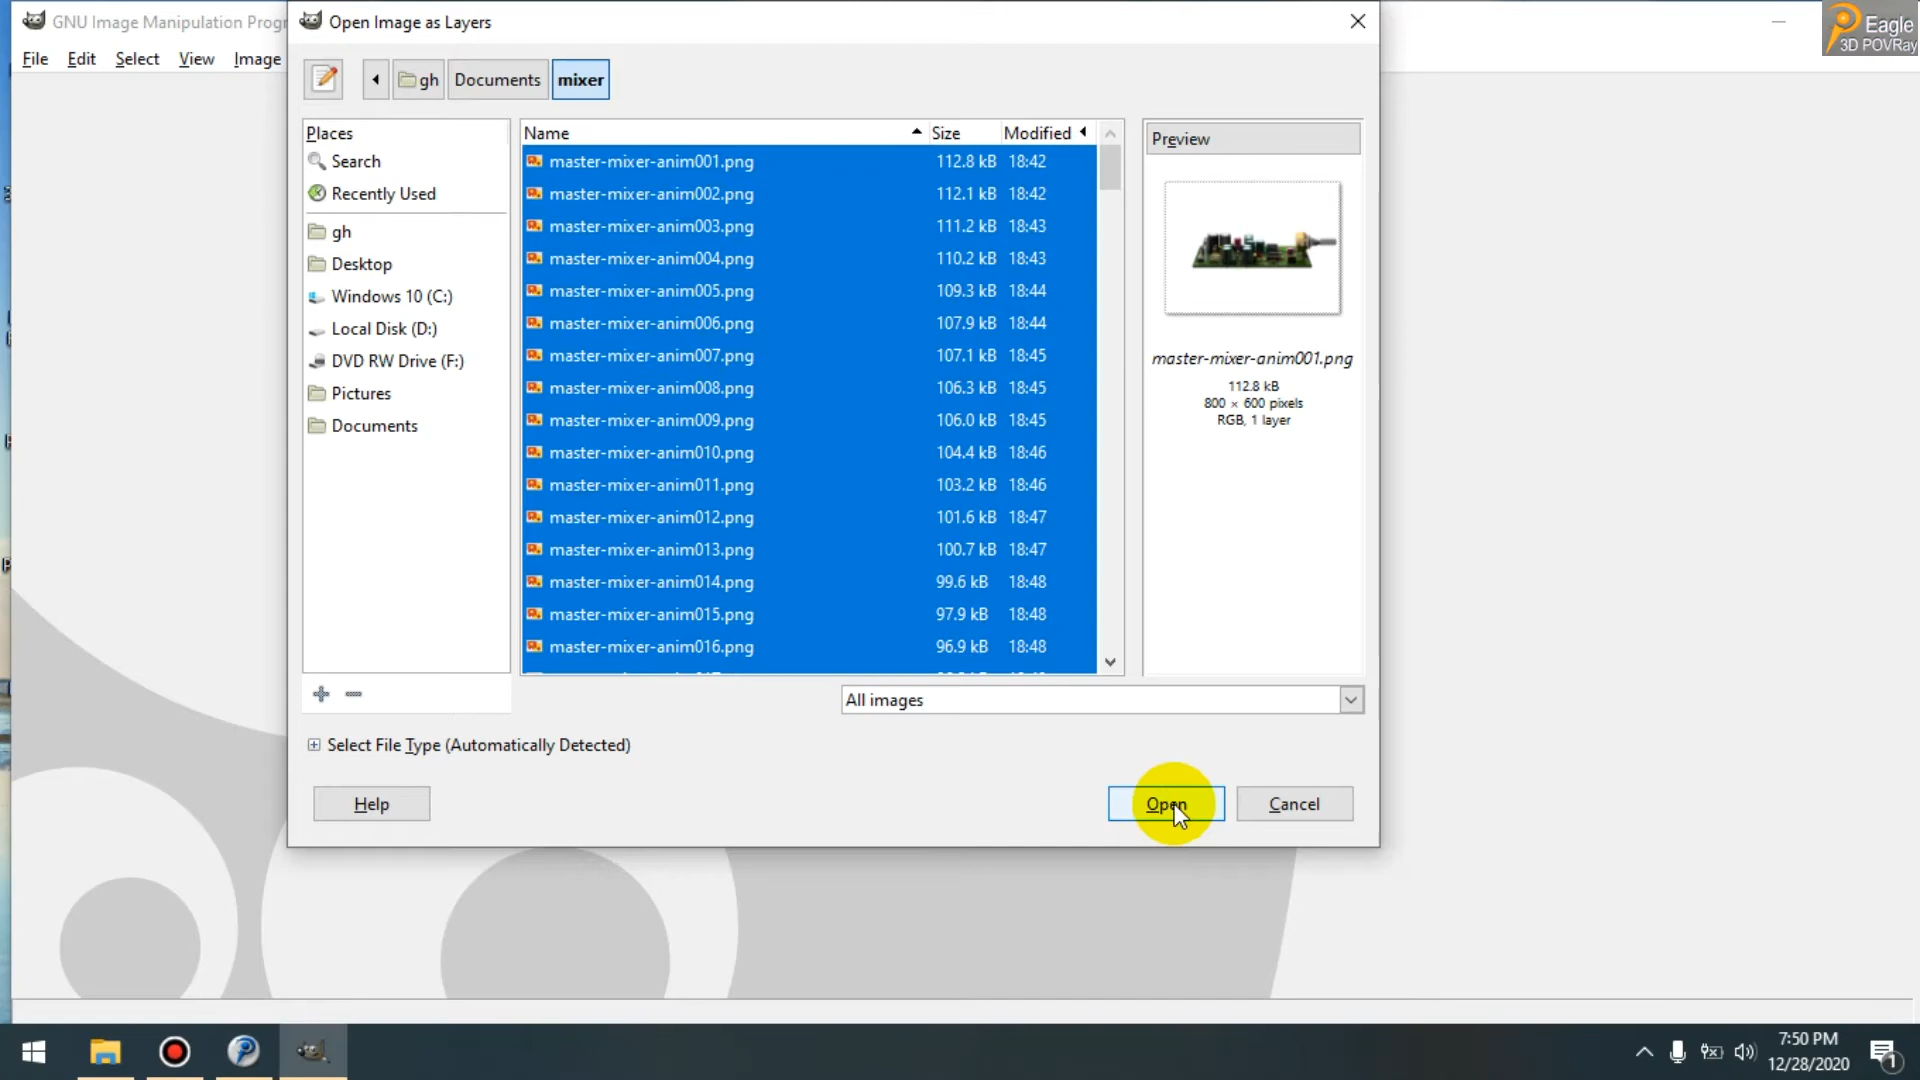 GNU Image Manipulation Progr
Open Image as Layers
Eagle
3D POVRay
File Edit Select View Image
gh Documents mixer
Places
Search
Recently Used
gh
Desktop
Windows 10 (C:)
Local Disk (D:)
DVD RW Drive (F:)
Pictures
Documents
Name Size Modified
master-mixer-anim001.png 112.8 kB 18:42
master-mixer-anim002.png 112.1 kB 18:42
master-mixer-anim003.png 111.2 kB 18:43
master-mixer-anim004.png 110.2 kB 18:43
master-mixer-anim005.png 109.3 kB 18:44
master-mixer-anim006.png 107.9 kB 18:44
master-mixer-anim007.png 107.1 kB 18:45
master-mixer-anim008.png 106.3 kB 18:45
master-mixer-anim009.png 106.0 kB 18:45
master-mixer-anim010.png 104.4 kB 18:46
master-mixer-anim011.png 103.2 kB 18:46
master-mixer-anim012.png 101.6 kB 18:47
master-mixer-anim013.png 100.7 kB 18:47
master-mixer-anim014.png 99.6 kB 18:48
master-mixer-anim015.png 97.9 kB 18:48
master-mixer-anim016.png 96.9 kB 18:48
Preview
master-mixer-anim001.png
112.8 kB
800 × 600 pixels
RGB, 1 layer
All images
Select File Type (Automatically Detected)
Help
Open
Cancel
7:50 PM
12/28/2020
1